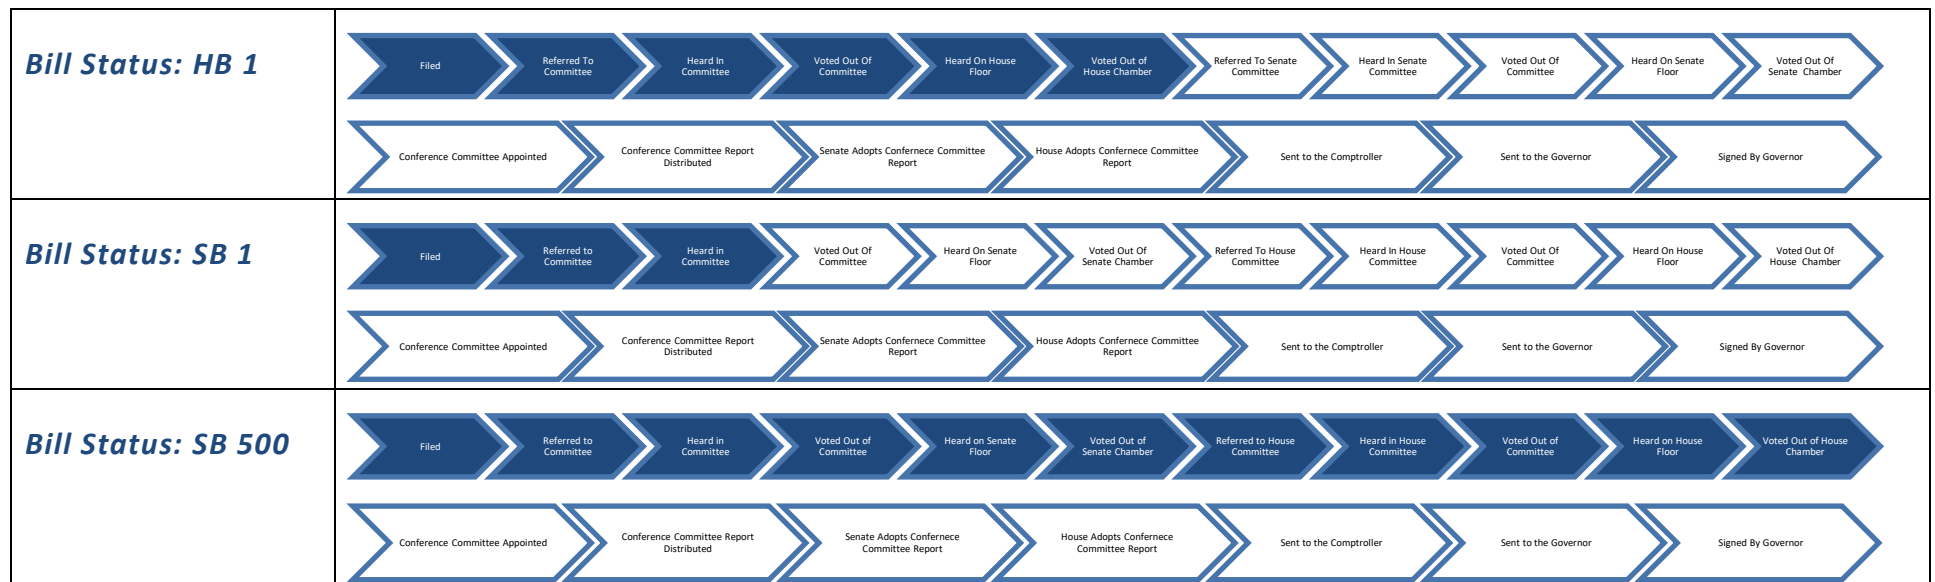 Bill Status: HB 1
Filed
Referred To
Committee
Heard In
Committee
Voted Out Of
Committee
Heard On House
Floor
Voted Out of
House Chamber
Referred To Senate
Committee
Heard In Senate
Committee
Voted Out Of
Committee
Heard On Senate
Floor
Voted Out Of
Senate Chamber
Conference Committee Appointed
Conference Committee Report
Distributed
Senate Adopts Confernece Committee
Report
House Adopts Confernece Committee
Report
Sent to the Comptroller
Sent to the Governor
Signed By Governor
Bill Status: SB 1
Filed
Referred to
Committee
Heard in
Committee
Voted Out Of
Committee
Heard On Senate
Floor
Voted Out Of
Senate Chamber
Referred To House
Committee
Heard In House
Committee
Voted Out Of
Committee
Heard On House
Floor
Voted Out Of
House Chamber
Conference Committee Appointed
Conference Committee Report
Distributed
Senate Adopts Confernece Committee
Report
House Adopts Confernece Committee
Report
Sent to the Comptroller
Sent to the Governor
Signed By Governor
Bill Status: SB 500
Filed
Referred to
Committee
Heard in
Committee
Voted Out of
Committee
Heard on Senate
Floor
Voted Out of
Senate Chamber
Referred to House
Committee
Heard in House
Committee
Voted Out of
Committee
Heard on House
Floor
Voted Out of House
Chamber
Conference Committee Appointed
Conference Committee Report
Distributed
Senate Adopts Confernece
Committee Report
House Adopts Confernece
Committee Report
Sent to the Comptroller
Sent to the Governor
Signed By Governor